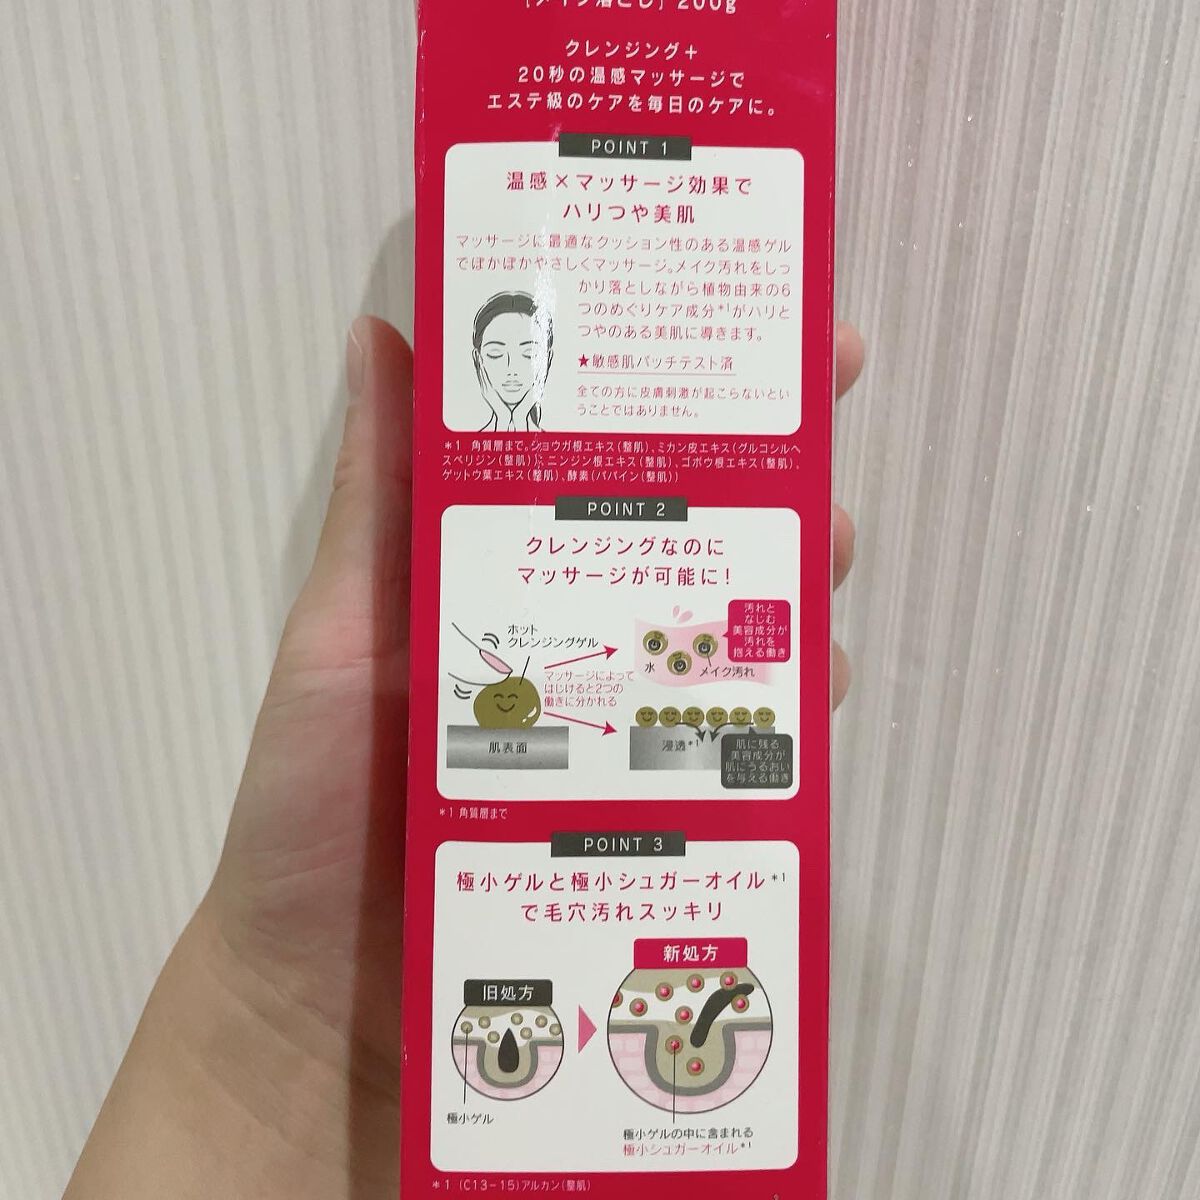 [メイク落とし] 200g
クレンジング＋
20秒の温感マッサージで
エステ級のケアを毎日のケアに。
POINT 1
温感×マッサージ効果で
ハリつや美肌
マッサージに最適なクッション性のある温感ゲル
でぽかぽかやさしくマッサージ。メイク汚れをしっ
かり落としながら植物由来の6
つのめぐりケア成分*1がハリと
つやのある美肌に導きます。
★敏感肌パッチテスト済
全ての方に皮膚刺激が起こらないとい
うことではありません。
*1 角質層まで。ショウガ根エキス(整肌)、ミカン皮エキス(グルコシルヘ
スペリジン(整肌))、ニンジン根エキス(整肌)、ゴボウ根エキス(整肌)、
ゲットウ葉エキス(整肌)、酵素(パパイン(整肌))
POINT 2
クレンジングなのに
マッサージが可能に!
ホット
クレンジングゲル
マッサージによって
はじけると2つの
働きに分かれる
肌表面
汚れと
なじむ
美容成分が
汚れを
抱える働き
水
メイク汚れ
浸透*1
肌に残る
美容成分が
肌にうるおい
を与える働き
*1 角質層まで
POINT 3
極小ゲルと極小シュガーオイル*1
で毛穴汚れスッキリ
旧処方
極小ゲル
新処方
極小ゲルの中に含まれる
極小シュガーオイル*1
*1 (C13-15)アルカン(整肌)